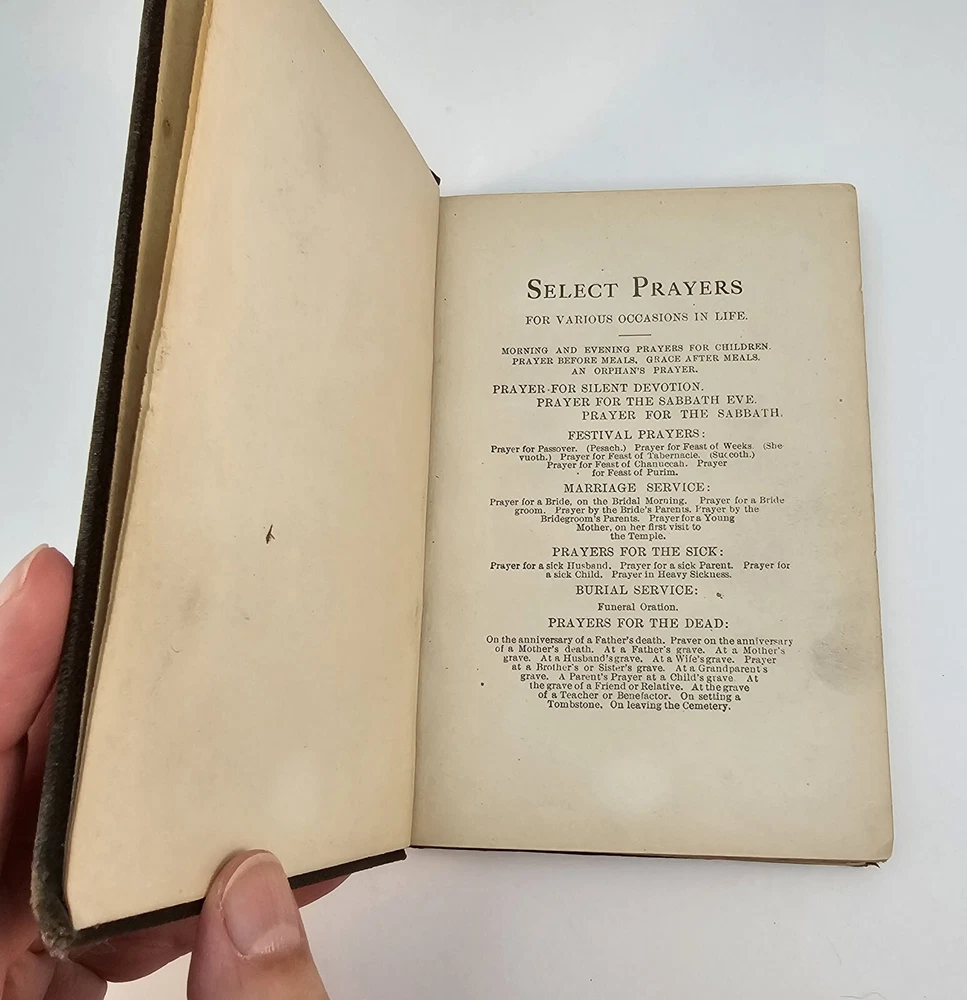 SELECT PRAYERS
FOR VARIOUS OCCASIONS IN LIFE.
MORNING AND EVENING PRAYERS FOR CHILDREN.
PRAYER BEFORE MEALS. GRACE AFTER MEALS.
AN ORPHAN'S PRAYER.
PRAYER FOR SILENT DEVOTION.
PRAYER FOR THE SABBATH EVE.
PRAYER FOR THE SABBATH.
FESTIVAL PRAYERS:
Prayer for Passover. (Pesach.) Prayer for Feast of Weeks. (She-
vuoth.) Prayer for Feast of Tabernacle. (Succoth.)
Prayer for Feast of Chanuccah. Prayer
for Feast of Purim.
MARRIAGE SERVICE:
Prayer for a Bride, on the Bridal Morning. Prayer for a Bride
groom. Prayer by the Bride's Parents. Prayer by the
Bridegroom's Parents. Prayer for a Young
Mother, on her first visit to
the Temple.
PRAYERS FOR THE SICK:
Prayer for a sick Husband. Prayer for a sick Parent. Prayer for
a sick Child. Prayer in Heavy Sickness.
BURIAL SERVICE:
Funeral Oration.
PRAYERS FOR THE DEAD:
On the anniversary of a Father's death. Prayer on the anniversary
of a Mother's death. At a Father's grave. At a Mother's
grave. At a Husband's grave. At a Wife's grave. Prayer
at a Brother's or Sister's grave. At a Grandparent's
grave. A Parent's Prayer at a Child's grave. At
the grave of a Friend or Relative. At the grave
of a Teacher or Benefactor. On setting a
Tombstone. On leaving the Cemetery.